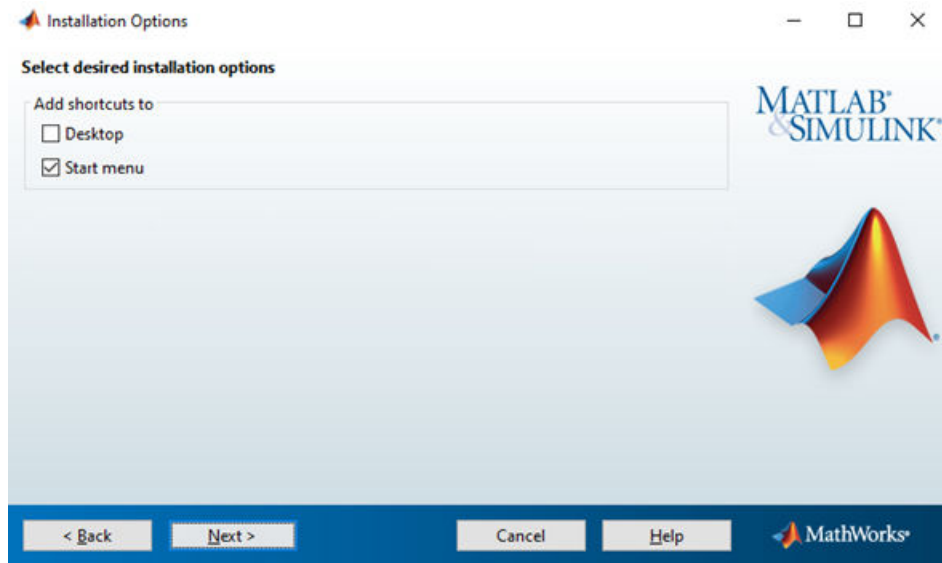 Installation Options
Select desired installation options
Add shortcuts to
Desktop
Start menu
MATLAB®
&SIMULINK®
< Back
Next >
Cancel
Help
MathWorks®